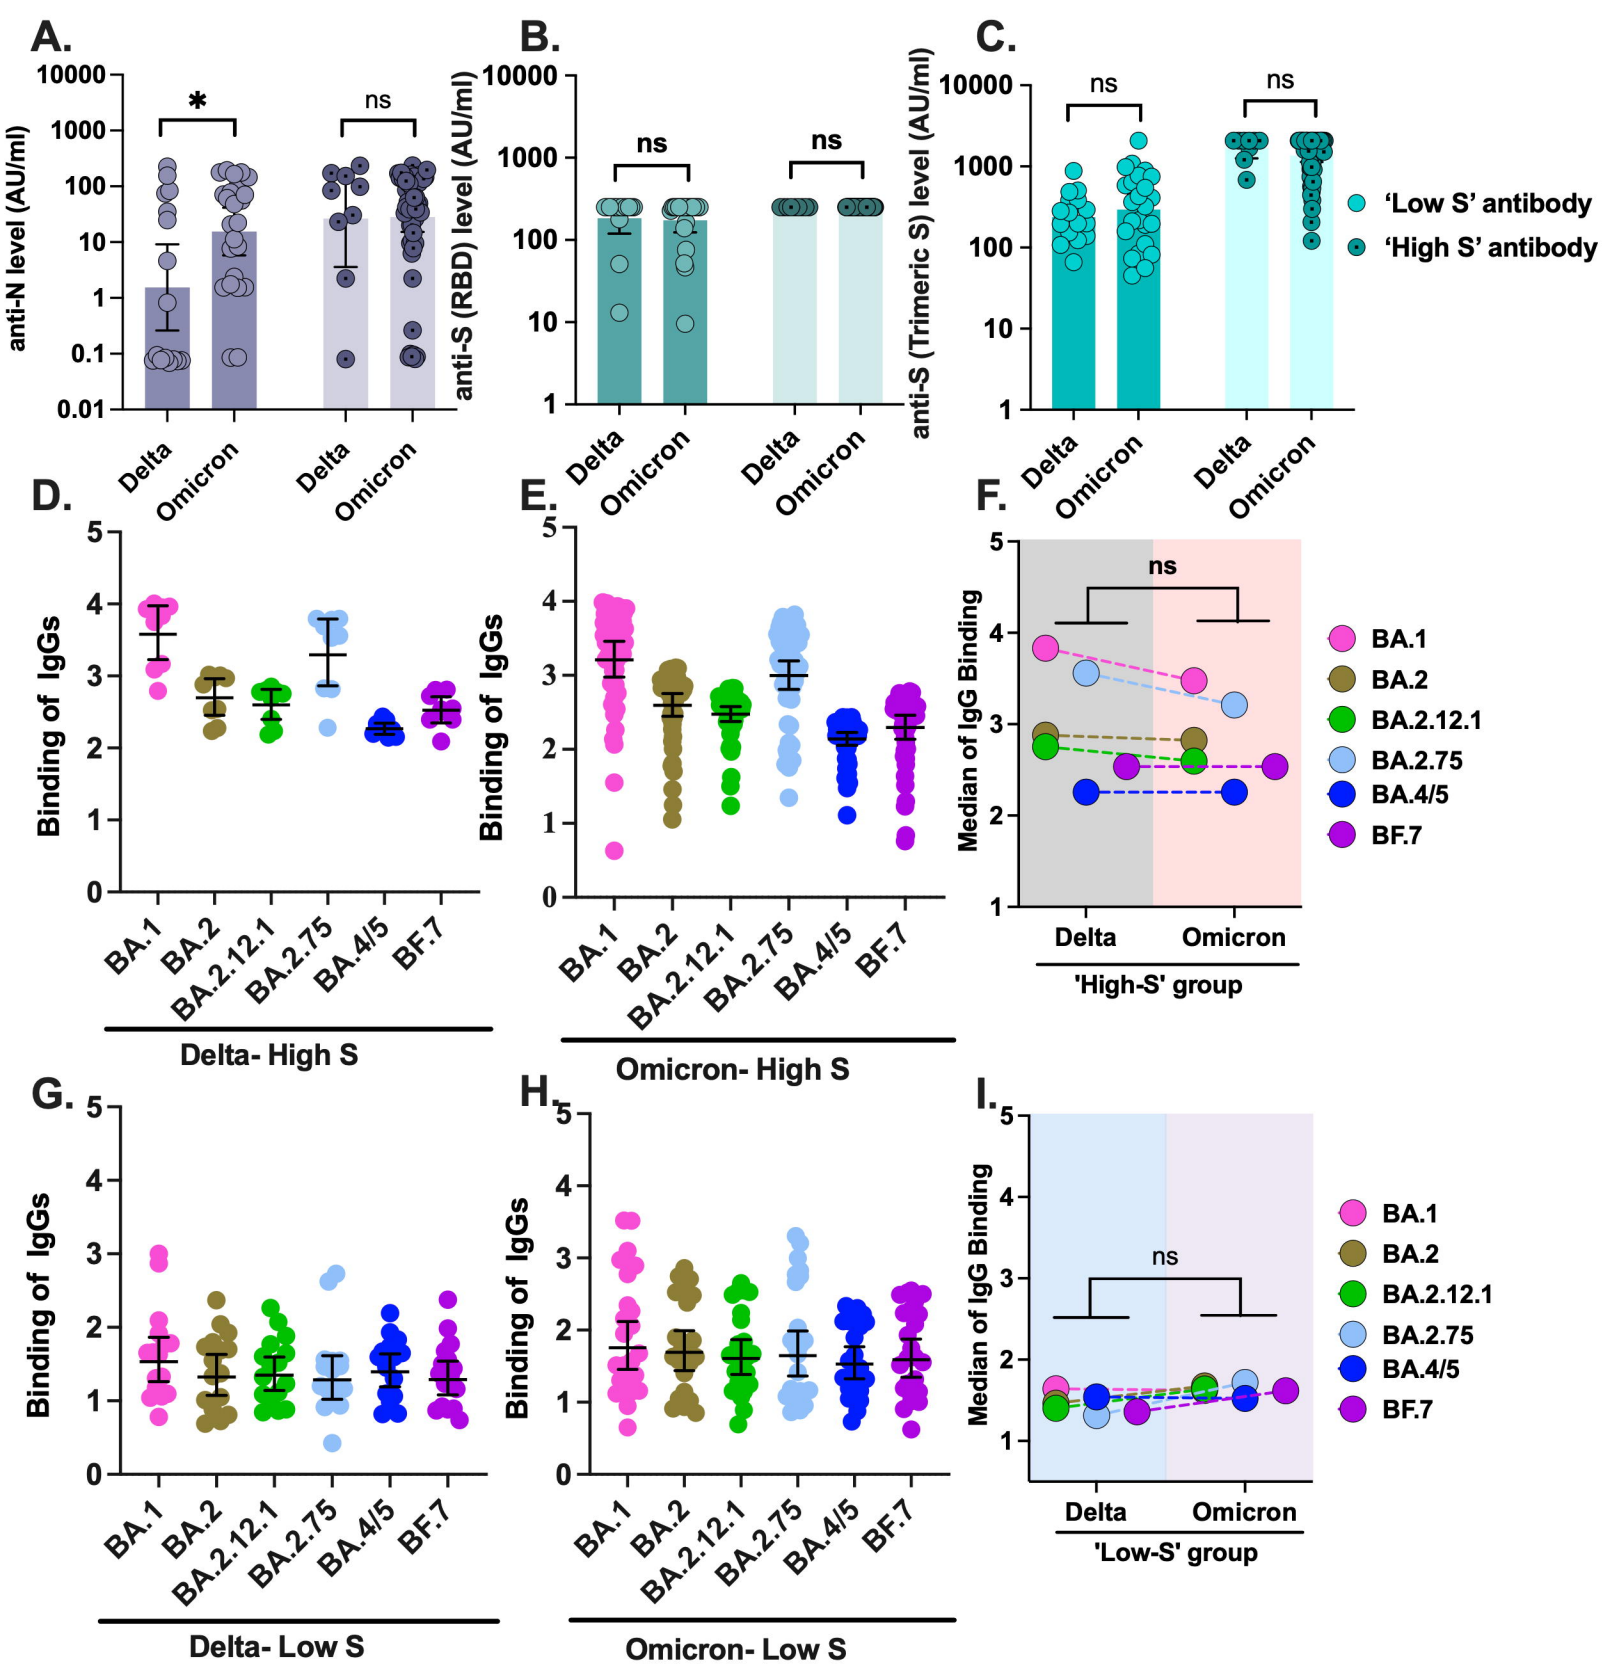 A.
anti-N level (AU/ml)
10000
1000
100
10
1
0.1
0.01
*
ns
Delta
Omicron
Delta
Omicron
B.
anti-S (RBD) level (AU/ml)
10000
1000
100
10
1
ns
ns
Delta
Omicron
Delta
Omicron
C.
anti-S (Trimeric S) level (AU/ml)
10000
1000
100
10
1
ns
ns
Delta
Omicron
Delta
Omicron
‘Low S’ antibody
‘High S’ antibody
D.
Binding of IgGs
5
4
3
2
1
0
BA.1
BA.2
BA.2.12.1
BA.2.75
BA.4/5
BF.7
Delta- High S
E.
Binding of IgGs
5
4
3
2
1
0
BA.1
BA.2
BA.2.12.1
BA.2.75
BA.4/5
BF.7
Omicron- High S
F.
Median of IgG Binding
5
4
3
2
1
ns
Delta
Omicron
'High-S' group
BA.1
BA.2
BA.2.12.1
BA.2.75
BA.4/5
BF.7
G.
Binding of IgGs
5
4
3
2
1
0
BA.1
BA.2
BA.2.12.1
BA.2.75
BA.4/5
BF.7
Delta- Low S
H.
Binding of IgGs
5
4
3
2
1
0
BA.1
BA.2
BA.2.12.1
BA.2.75
BA.4/5
BF.7
Omicron- Low S
I.
Median of IgG Binding
5
4
3
2
1
ns
Delta
Omicron
'Low-S' group
BA.1
BA.2
BA.2.12.1
BA.2.75
BA.4/5
BF.7